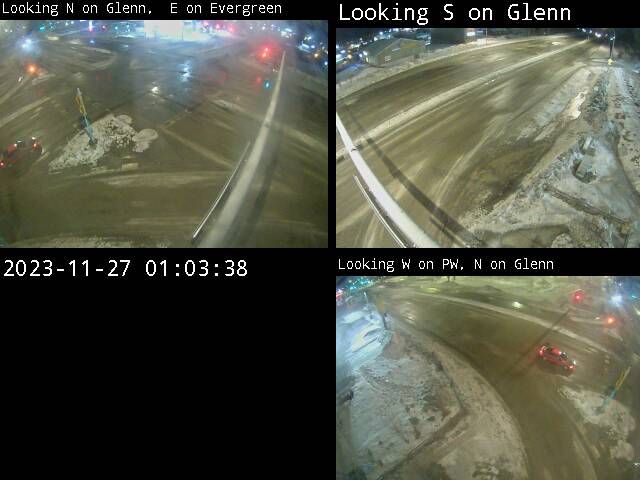 Looking N on Glenn,  E on Evergreen
Looking S on Glenn
2023-11-27 01:03:38
Looking W on PW, N on Glenn